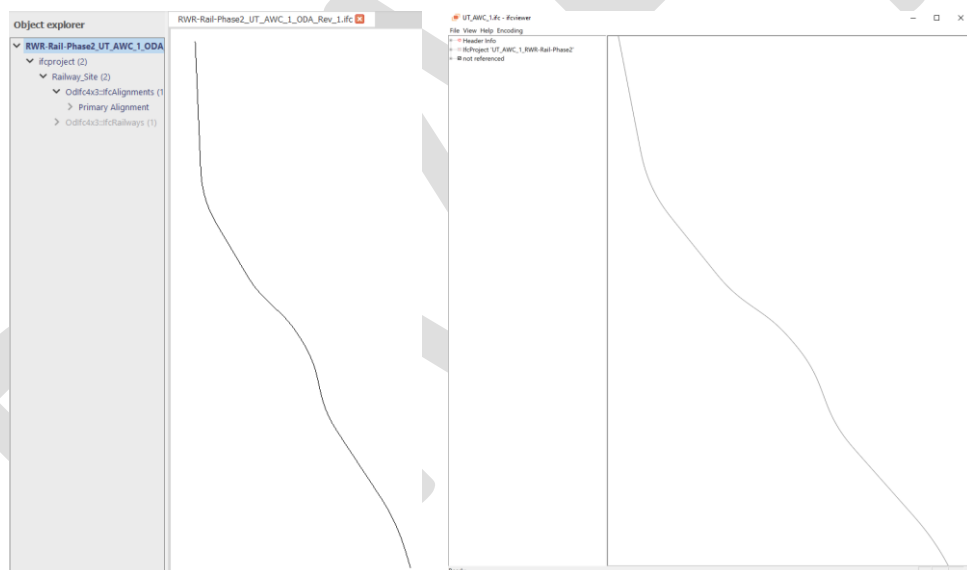 Object explorer
RWR-Rail-Phase2_UT_AWC_1_ODA
ifcproject (2)
Railway_Site (2)
Odifc4x3::IfcAlignments (1
Primary Alignment
Odifc4x3::IfcRailways (1)
RWR-Rail-Phase2_UT_AWC_1_ODA_Rev_1.ifc
UT_AWC_1.ifc - ifcviewer
File View Help Encoding
Header Info
IfcProject 'UT_AWC_1_RWR-Rail-Phase2'
not referenced